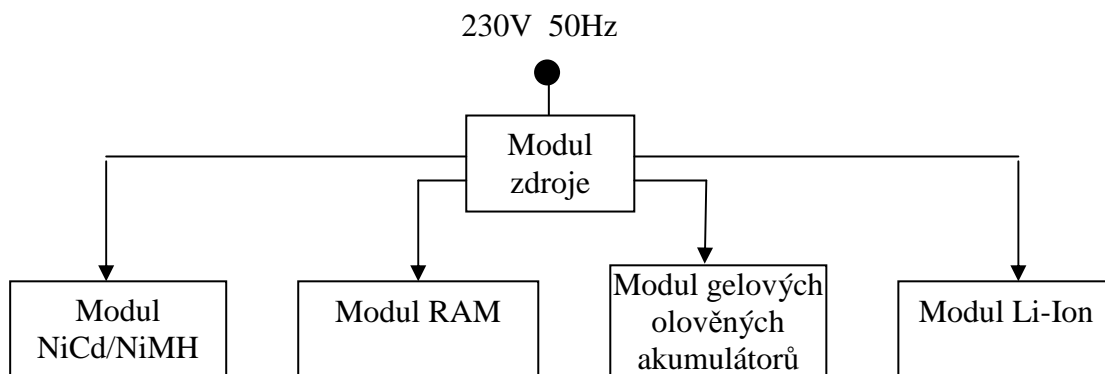 230V 50Hz
Modul
zdroje
Modul
NiCd/NiMH
Modul RAM
Modul gelových
olověných
akumulátorů
Modul Li-Ion